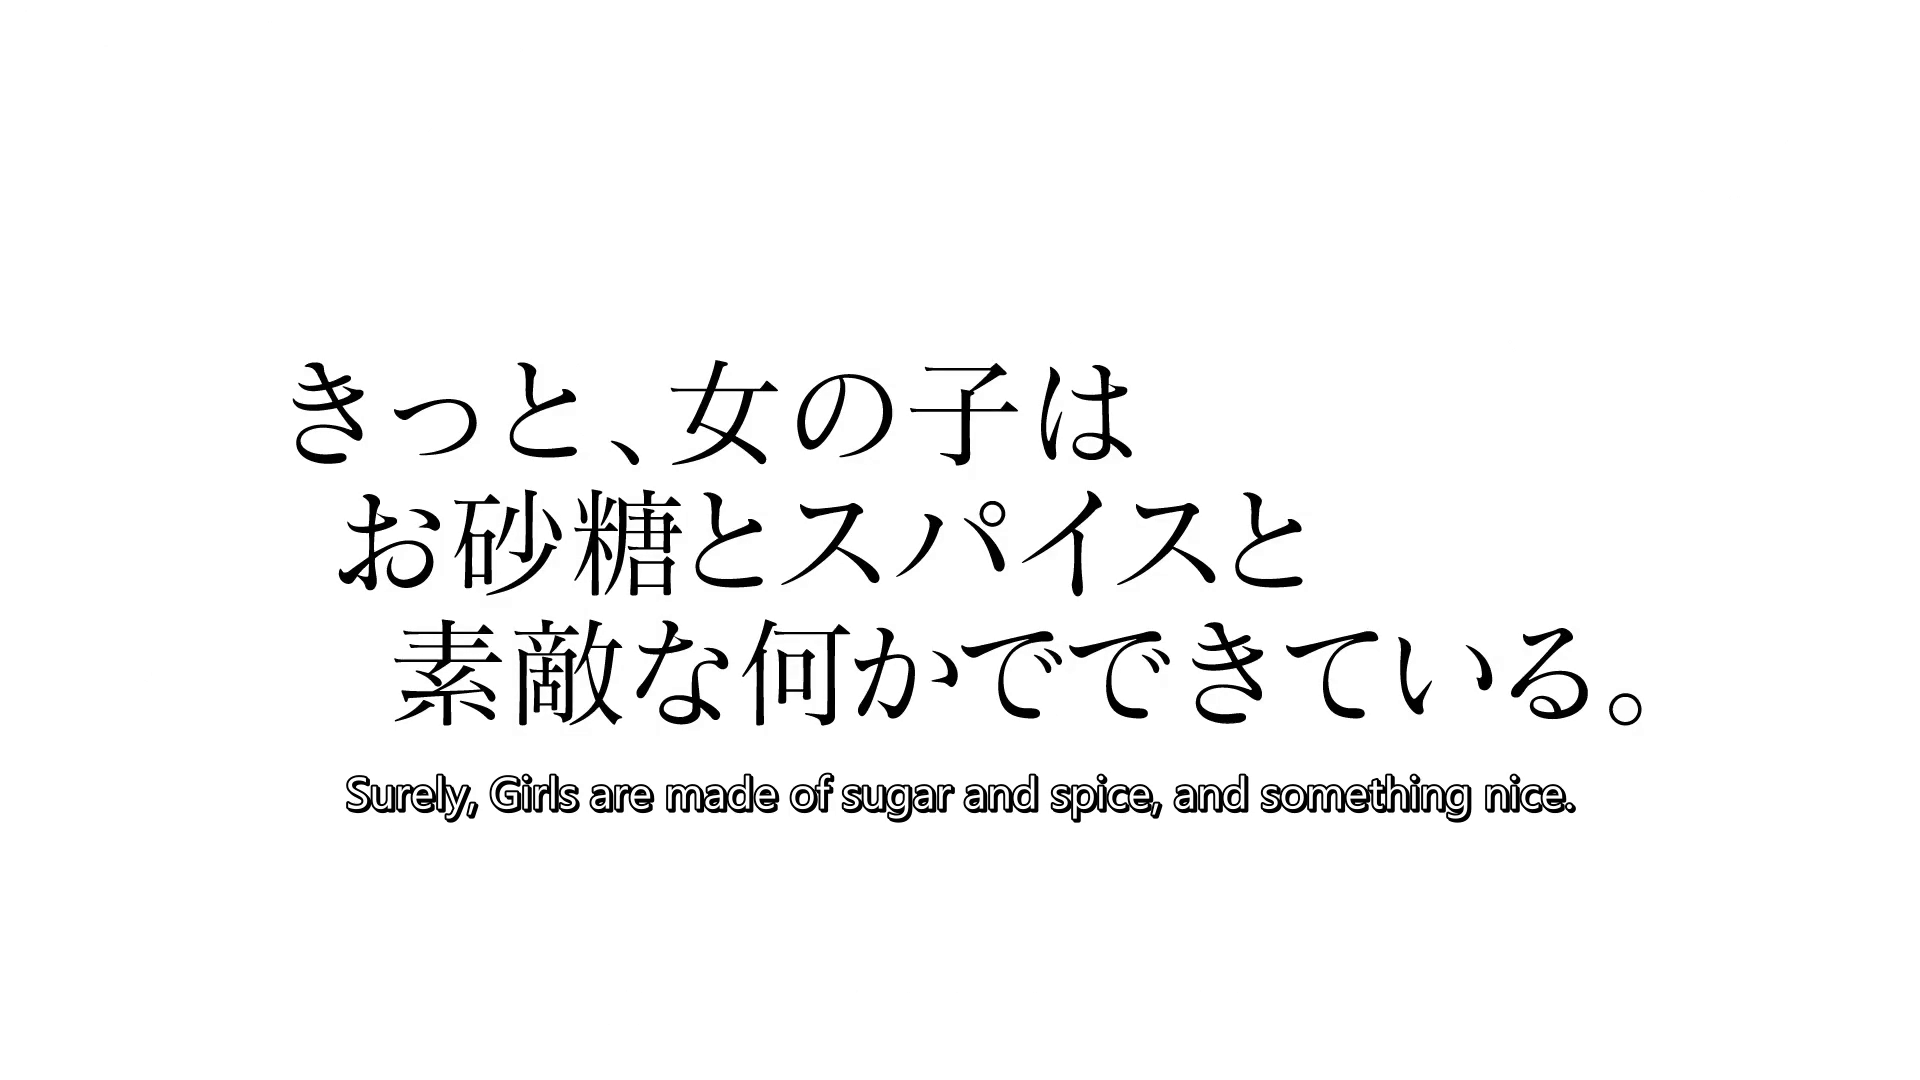 きっと、女の子は
お砂糖とスパイスと
素敵な何かでできている。
Surely, Girls are made of sugar and spice, and something nice.